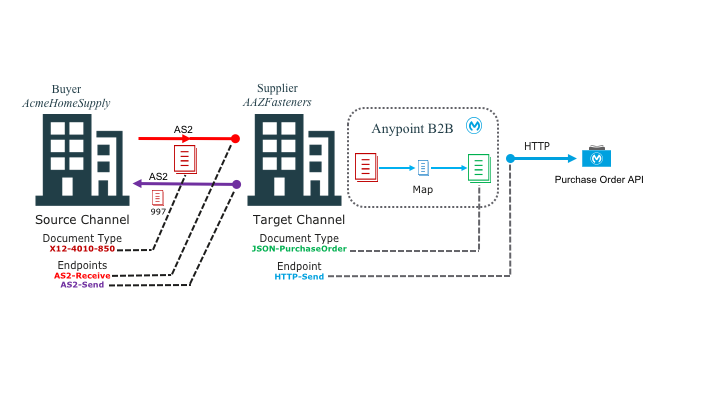 Buyer
AcmeHomeSupply
Supplier
AAZFasteners
AS2
AS2
997
Anypoint B2B
Map
HTTP
Purchase Order API
Source Channel
Document Type
X12-4010-850
Endpoints
AS2-Receive
AS2-Send
Target Channel
Document Type
JSON-PurchaseOrder
Endpoint
HTTP-Send